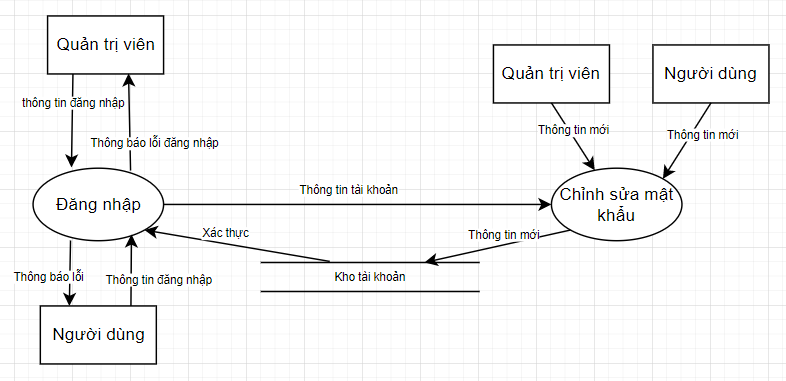 Quản trị viên
Quản trị viên
Người dùng
thông tin đăng nhập
Thông báo lỗi đăng nhập
Thông tin mới
Thông tin mới
Đăng nhập
Thông tin tài khoản
Chỉnh sửa mật
khẩu
Xác thực
Thông tin mới
Thông báo lỗi
Thông tin đăng nhập
Kho tài khoản
Người dùng